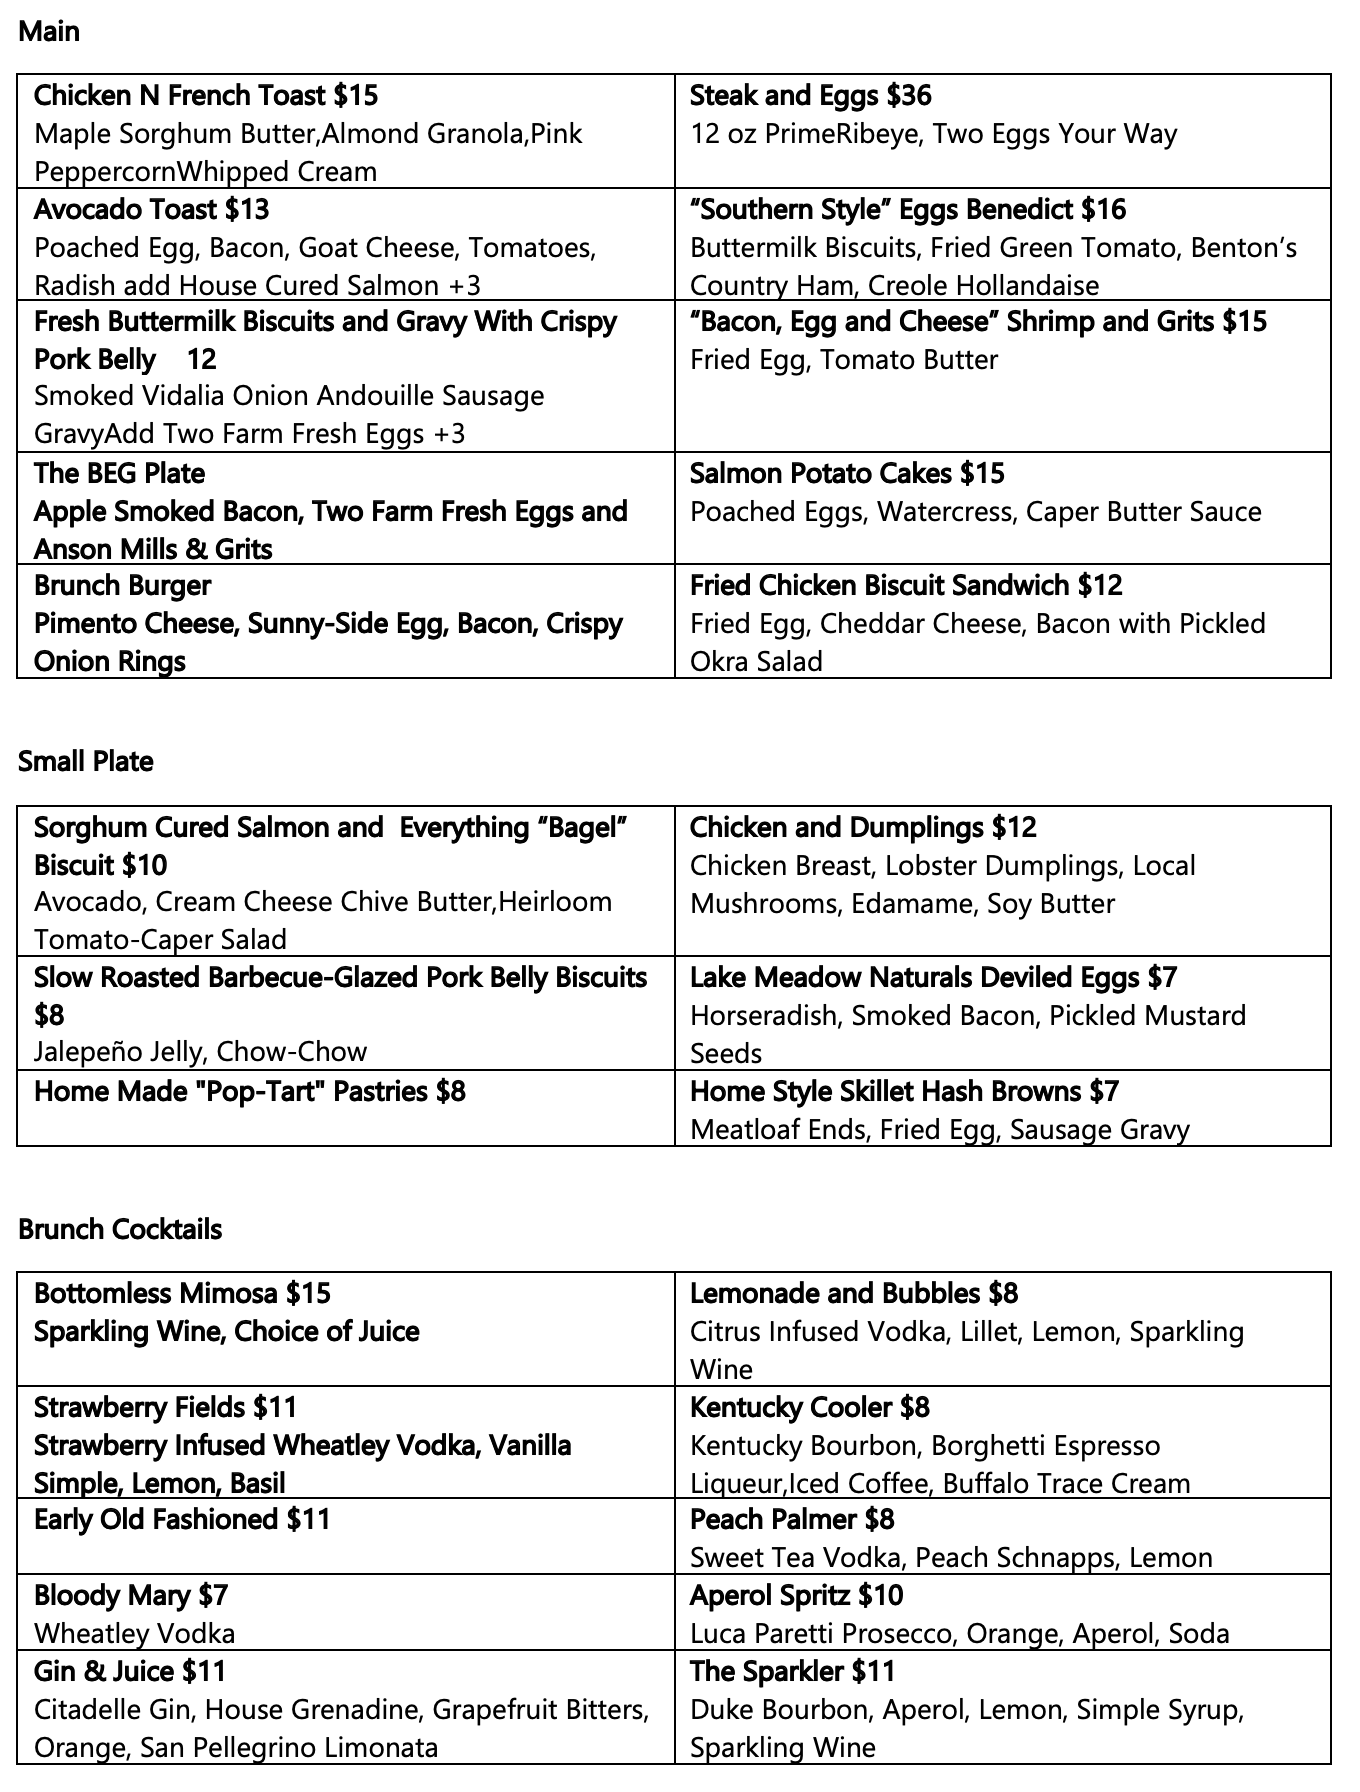 Main
Chicken N French Toast $15
Maple Sorghum Butter,Almond Granola,Pink
PeppercornWhipped Cream
Steak and Eggs $36
12 oz PrimeRibeye, Two Eggs Your Way
Avocado Toast $13
Poached Egg, Bacon, Goat Cheese, Tomatoes,
Radish add House Cured Salmon +3
“Southern Style” Eggs Benedict $16
Buttermilk Biscuits, Fried Green Tomato, Benton’s
Country Ham, Creole Hollandaise
Fresh Buttermilk Biscuits and Gravy With Crispy
Pork Belly    12
Smoked Vidalia Onion Andouille Sausage
GravyAdd Two Farm Fresh Eggs +3
“Bacon, Egg and Cheese” Shrimp and Grits $15
Fried Egg, Tomato Butter
The BEG Plate
Apple Smoked Bacon, Two Farm Fresh Eggs and
Anson Mills & Grits
Salmon Potato Cakes $15
Poached Eggs, Watercress, Caper Butter Sauce
Brunch Burger
Pimento Cheese, Sunny-Side Egg, Bacon, Crispy
Onion Rings
Fried Chicken Biscuit Sandwich $12
Fried Egg, Cheddar Cheese, Bacon with Pickled
Okra Salad
Small Plate
Sorghum Cured Salmon and  Everything “Bagel”
Biscuit $10
Avocado, Cream Cheese Chive Butter,Heirloom
Tomato-Caper Salad
Chicken and Dumplings $12
Chicken Breast, Lobster Dumplings, Local
Mushrooms, Edamame, Soy Butter
Slow Roasted Barbecue-Glazed Pork Belly Biscuits
$8
Jalepeño Jelly, Chow-Chow
Lake Meadow Naturals Deviled Eggs $7
Horseradish, Smoked Bacon, Pickled Mustard
Seeds
Home Made "Pop-Tart" Pastries $8
Home Style Skillet Hash Browns $7
Meatloaf Ends, Fried Egg, Sausage Gravy
Brunch Cocktails
Bottomless Mimosa $15
Sparkling Wine, Choice of Juice
Lemonade and Bubbles $8
Citrus Infused Vodka, Lillet, Lemon, Sparkling
Wine
Strawberry Fields $11
Strawberry Infused Wheatley Vodka, Vanilla
Simple, Lemon, Basil
Kentucky Cooler $8
Kentucky Bourbon, Borghetti Espresso
Liqueur,Iced Coffee, Buffalo Trace Cream
Early Old Fashioned $11
Peach Palmer $8
Sweet Tea Vodka, Peach Schnapps, Lemon
Bloody Mary $7
Wheatley Vodka
Aperol Spritz $10
Luca Paretti Prosecco, Orange, Aperol, Soda
Gin & Juice $11
Citadelle Gin, House Grenadine, Grapefruit Bitters,
Orange, San Pellegrino Limonata
The Sparkler $11
Duke Bourbon, Aperol, Lemon, Simple Syrup,
Sparkling Wine